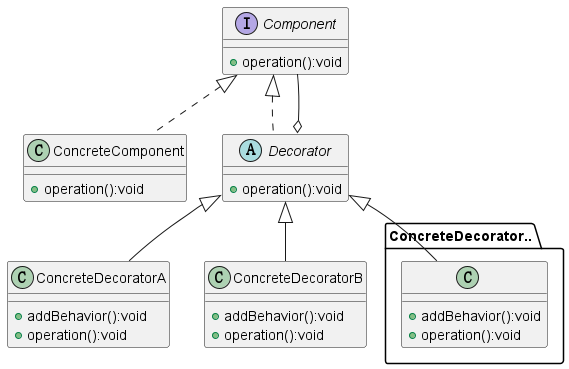 I Component
operation():void
C ConcreteComponent
operation():void
A Decorator
operation():void
C ConcreteDecoratorA
addBehavior():void
operation():void
C ConcreteDecoratorB
addBehavior():void
operation():void
ConcreteDecorator..
C
addBehavior():void
operation():void